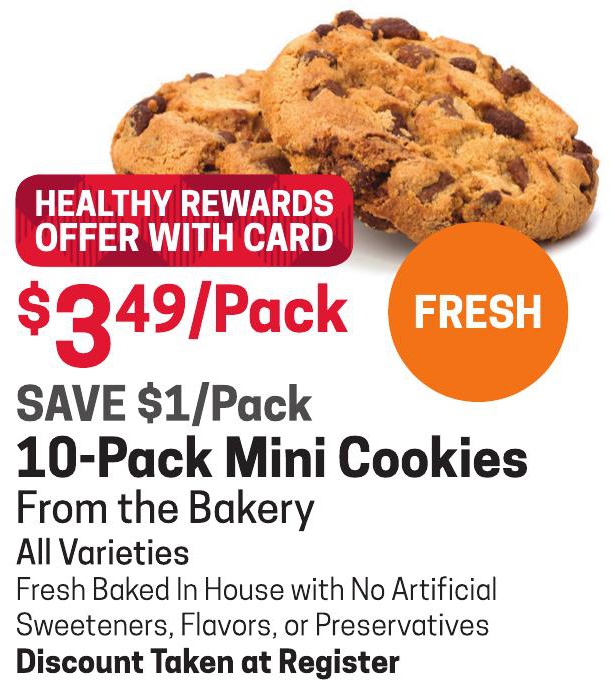 HEALTHY REWARDS
OFFER WITH CARD
$3.49/Pack
FRESH
SAVE $1/Pack
10-Pack Mini Cookies
From the Bakery
All Varieties
Fresh Baked In House with No Artificial
Sweeteners, Flavors, or Preservatives
Discount Taken at Register